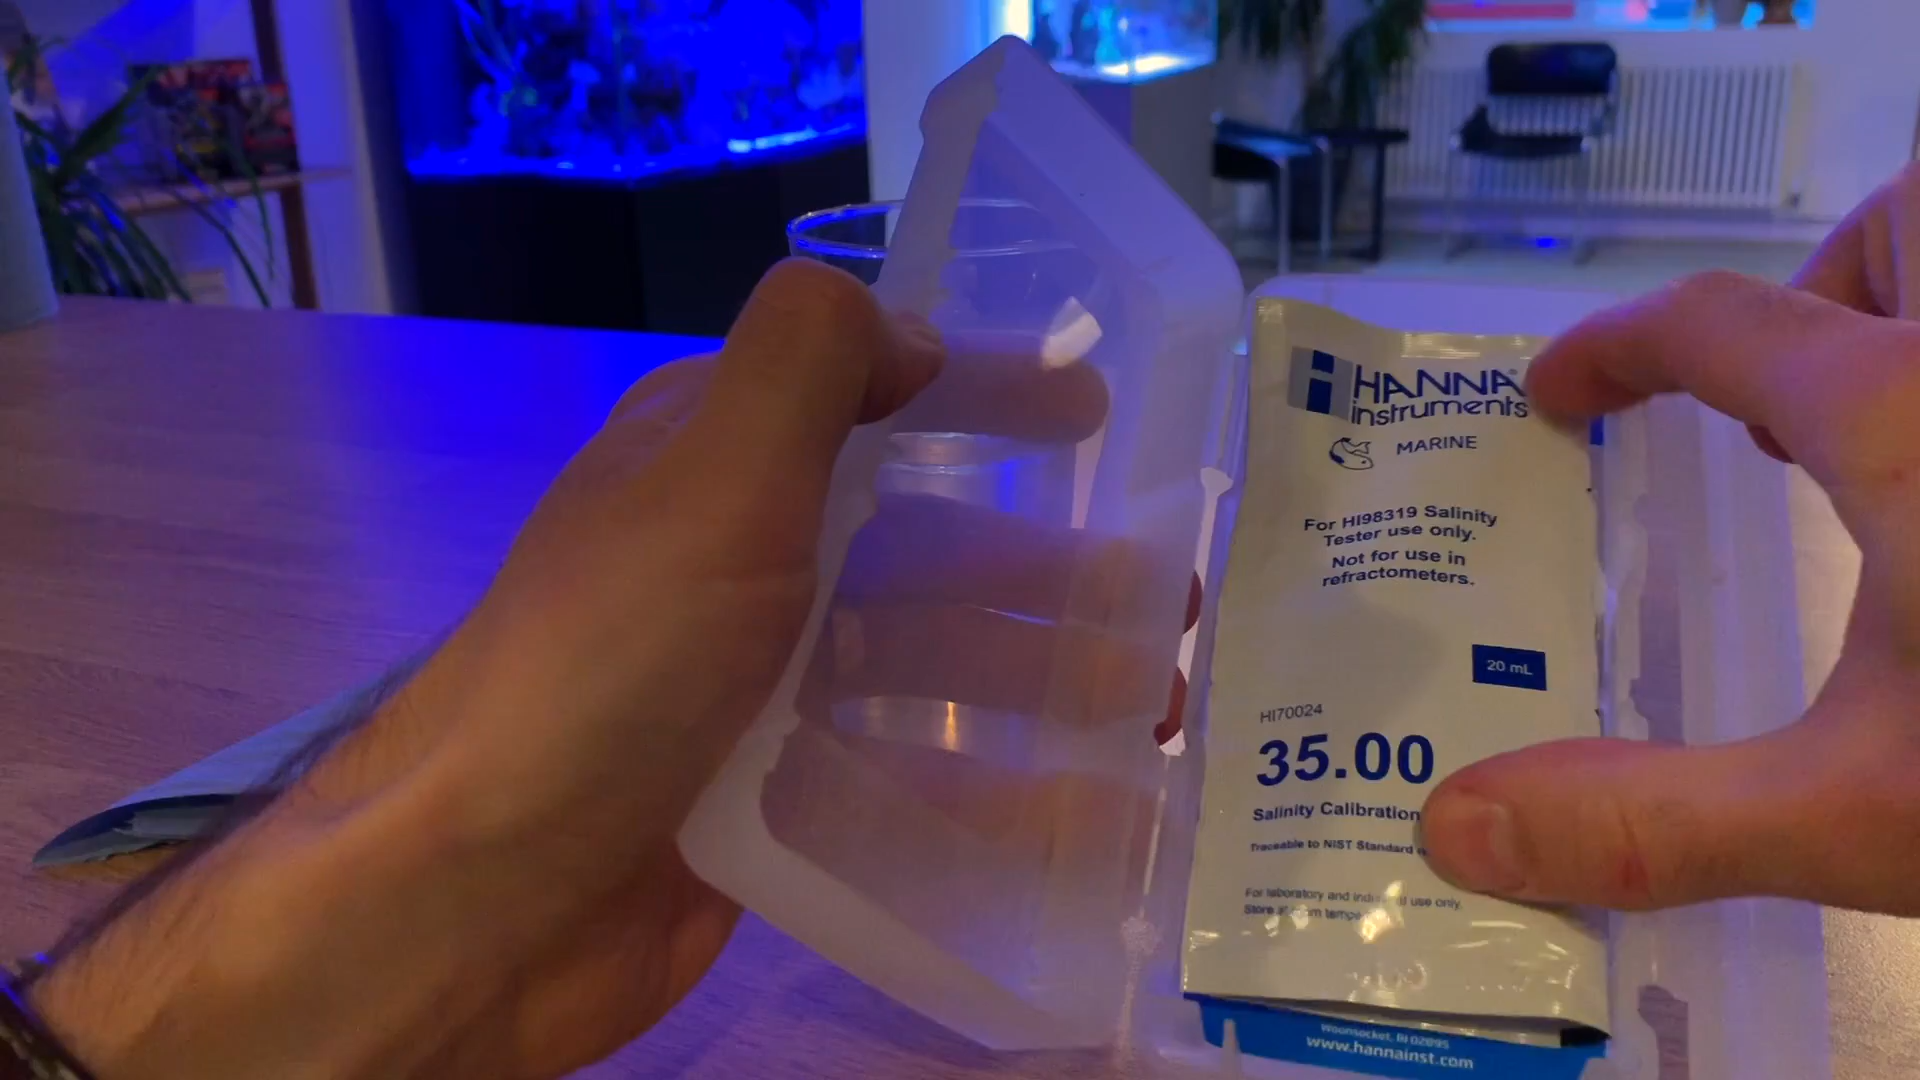 HANNA
instruments
MARINE
For HI98319 Salinity
Tester use only.
Not for use in
refractometers.
20 mL
HI70024
35.00
Salinity Calibration
Traceable to NIST Standard
For laboratory and use only.
Store
Woonsocket, RI 02895
www.hannainst.com